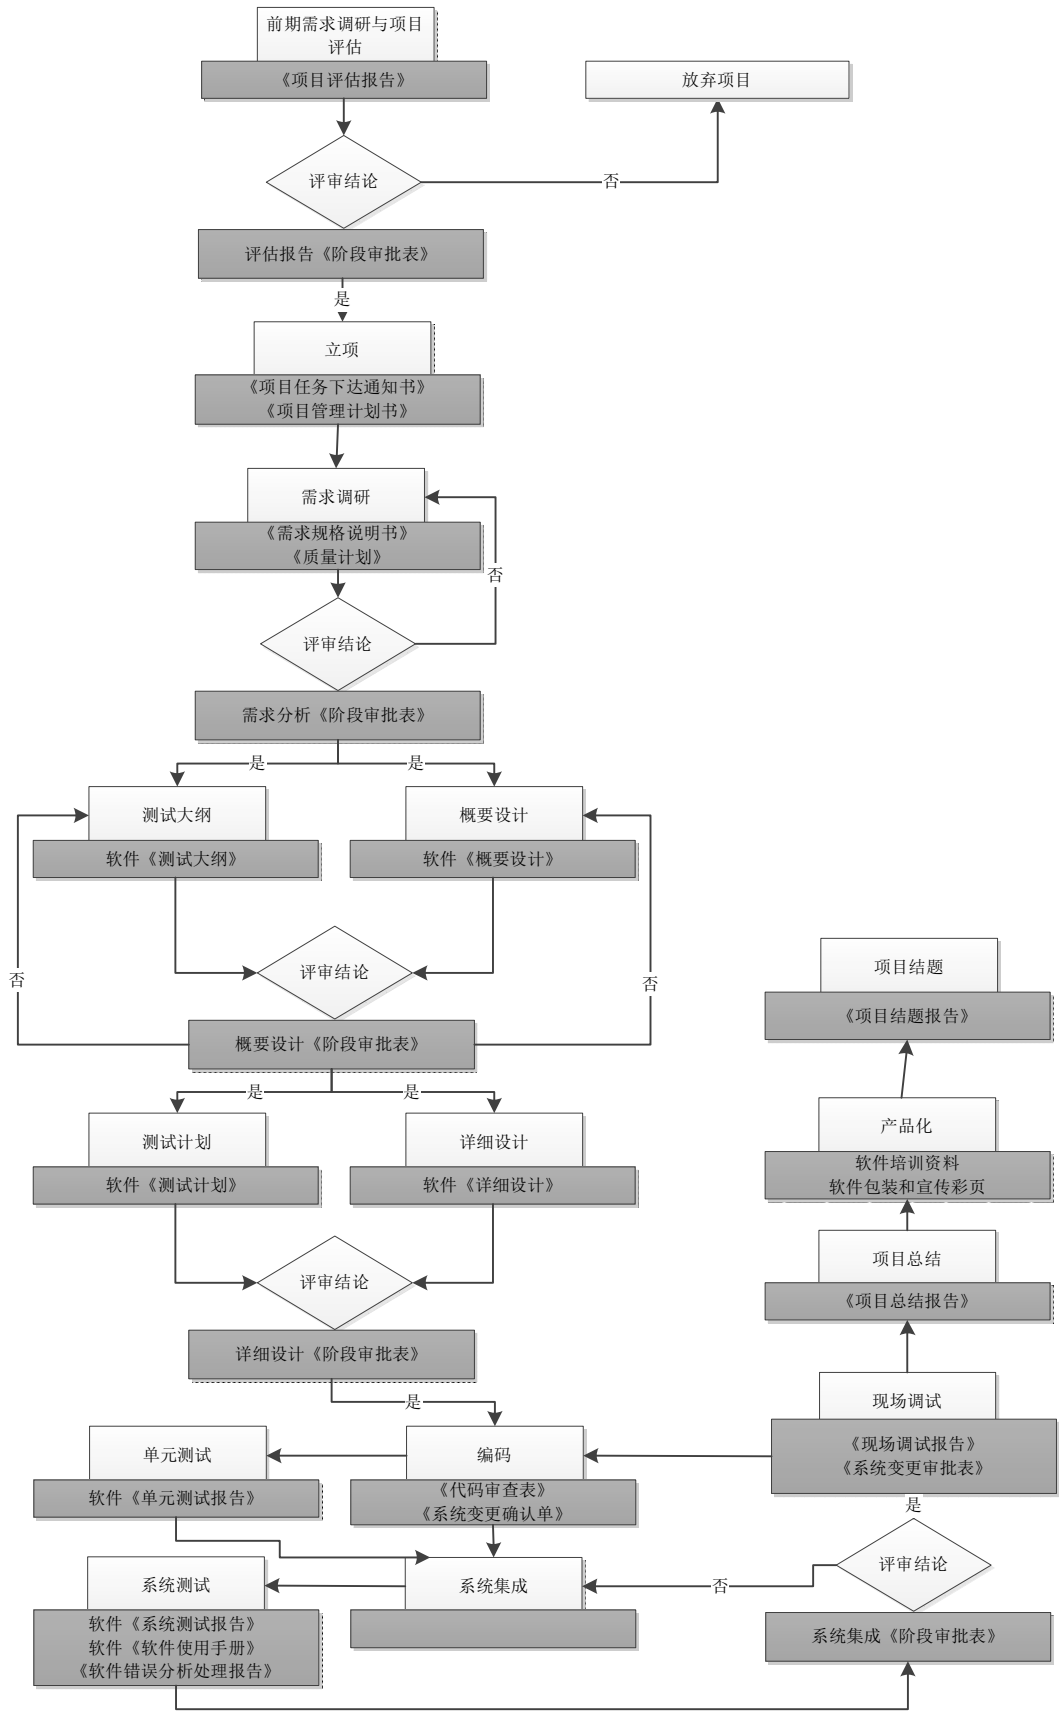 前期需求调研与项目
评估
《项目评估报告》
放弃项目
评审结论
否
评估报告《阶段审批表》
是
立项
《项目任务下达通知书》
《项目管理计划书》
需求调研
《需求规格说明书》
《质量计划》
否
评审结论
需求分析《阶段审批表》
是
是
测试大纲
概要设计
软件《测试大纲》
软件《概要设计》
评审结论
否
否
概要设计《阶段审批表》
是
是
测试计划
详细设计
软件《测试计划》
软件《详细设计》
评审结论
详细设计《阶段审批表》
是
单元测试
编码
软件《单元测试报告》
《代码审查表》
《系统变更确认单》
系统测试
系统集成
软件《系统测试报告》
软件《软件使用手册》
《软件错误分析处理报告》
项目结题
《项目结题报告》
产品化
软件培训资料
软件包装和宣传彩页
项目总结
《项目总结报告》
现场调试
《现场调试报告》
《系统变更审批表》
是
评审结论
否
系统集成《阶段审批表》